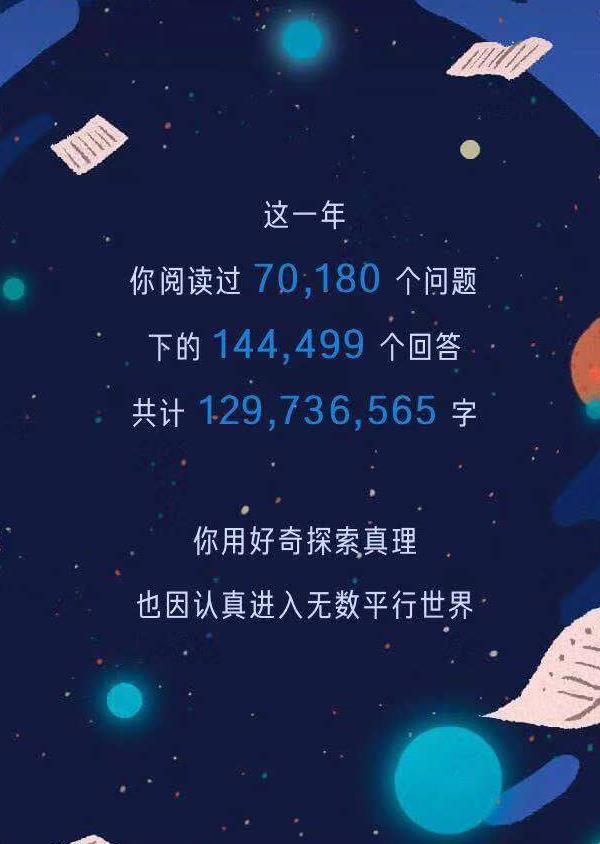 这一年
你阅读过 70,180 个问题
下的 144,499 个回答
共计 129,736,565 字
你用好奇探索真理
也因认真进入无数平行世界